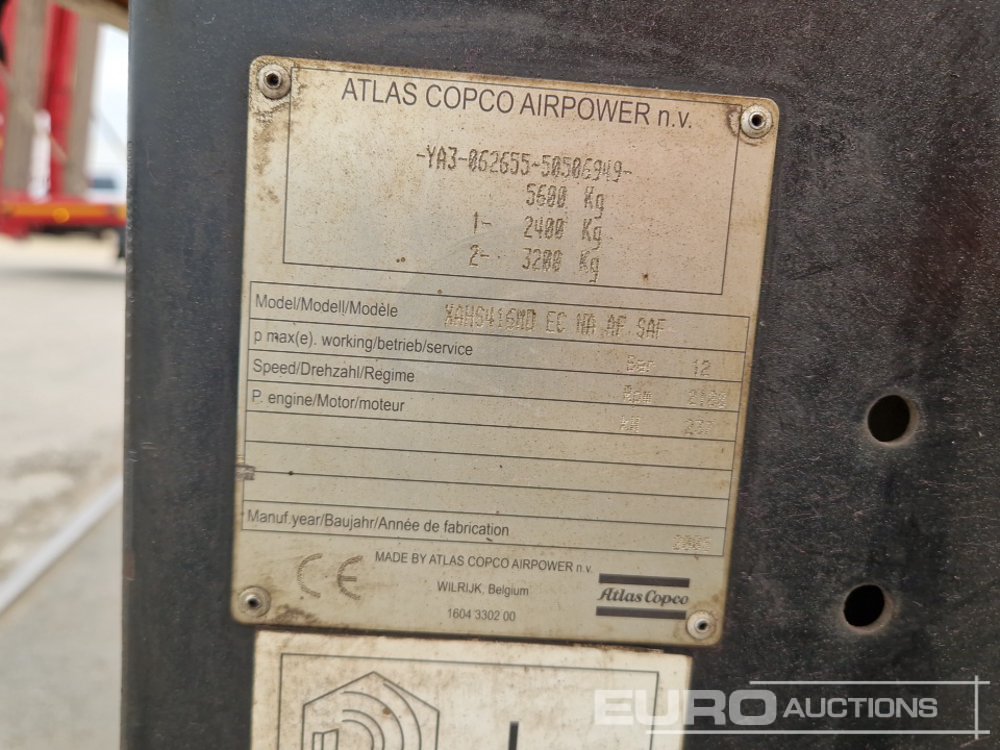 ATLAS COPCO AIRPOWER n.v.
-YA3-062655-50506949-
5600 Kg
1- 2400 Kg
2- 3200 Kg
Model/Modell/Modèle XAHS416MD EC NA AF SAF
p max(e). working/betrieb/service Bar 12
Speed/Drehzahl/Regime RPM
P. engine/Motor/moteur
Manuf.year/Baujahr/Année de fabrication
MADE BY ATLAS COPCO AIRPOWER n.v.
WILRIJK, Belgium
1604 3302 00
CE
Atlas Copco
EURO AUCTIONS